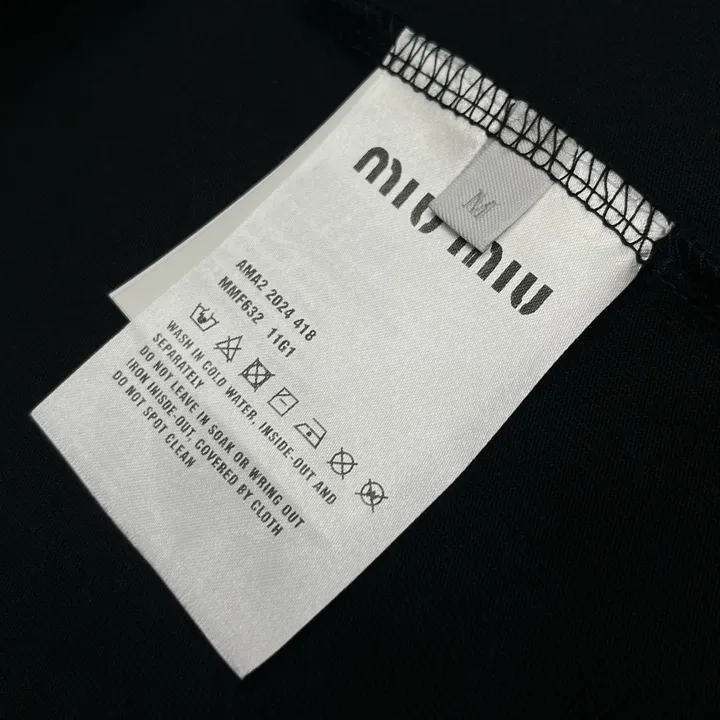 miu miu
M
AMA2 2024 418
MMF632 11G1
WASH IN COLD WATER, INSIDE-OUT AND
SEPARATELY
DO NOT LEAVE IN SOAK OR WRING OUT
IRON INISDE-OUT, COVERED BY CLOTH
DO NOT SPOT CLEAN